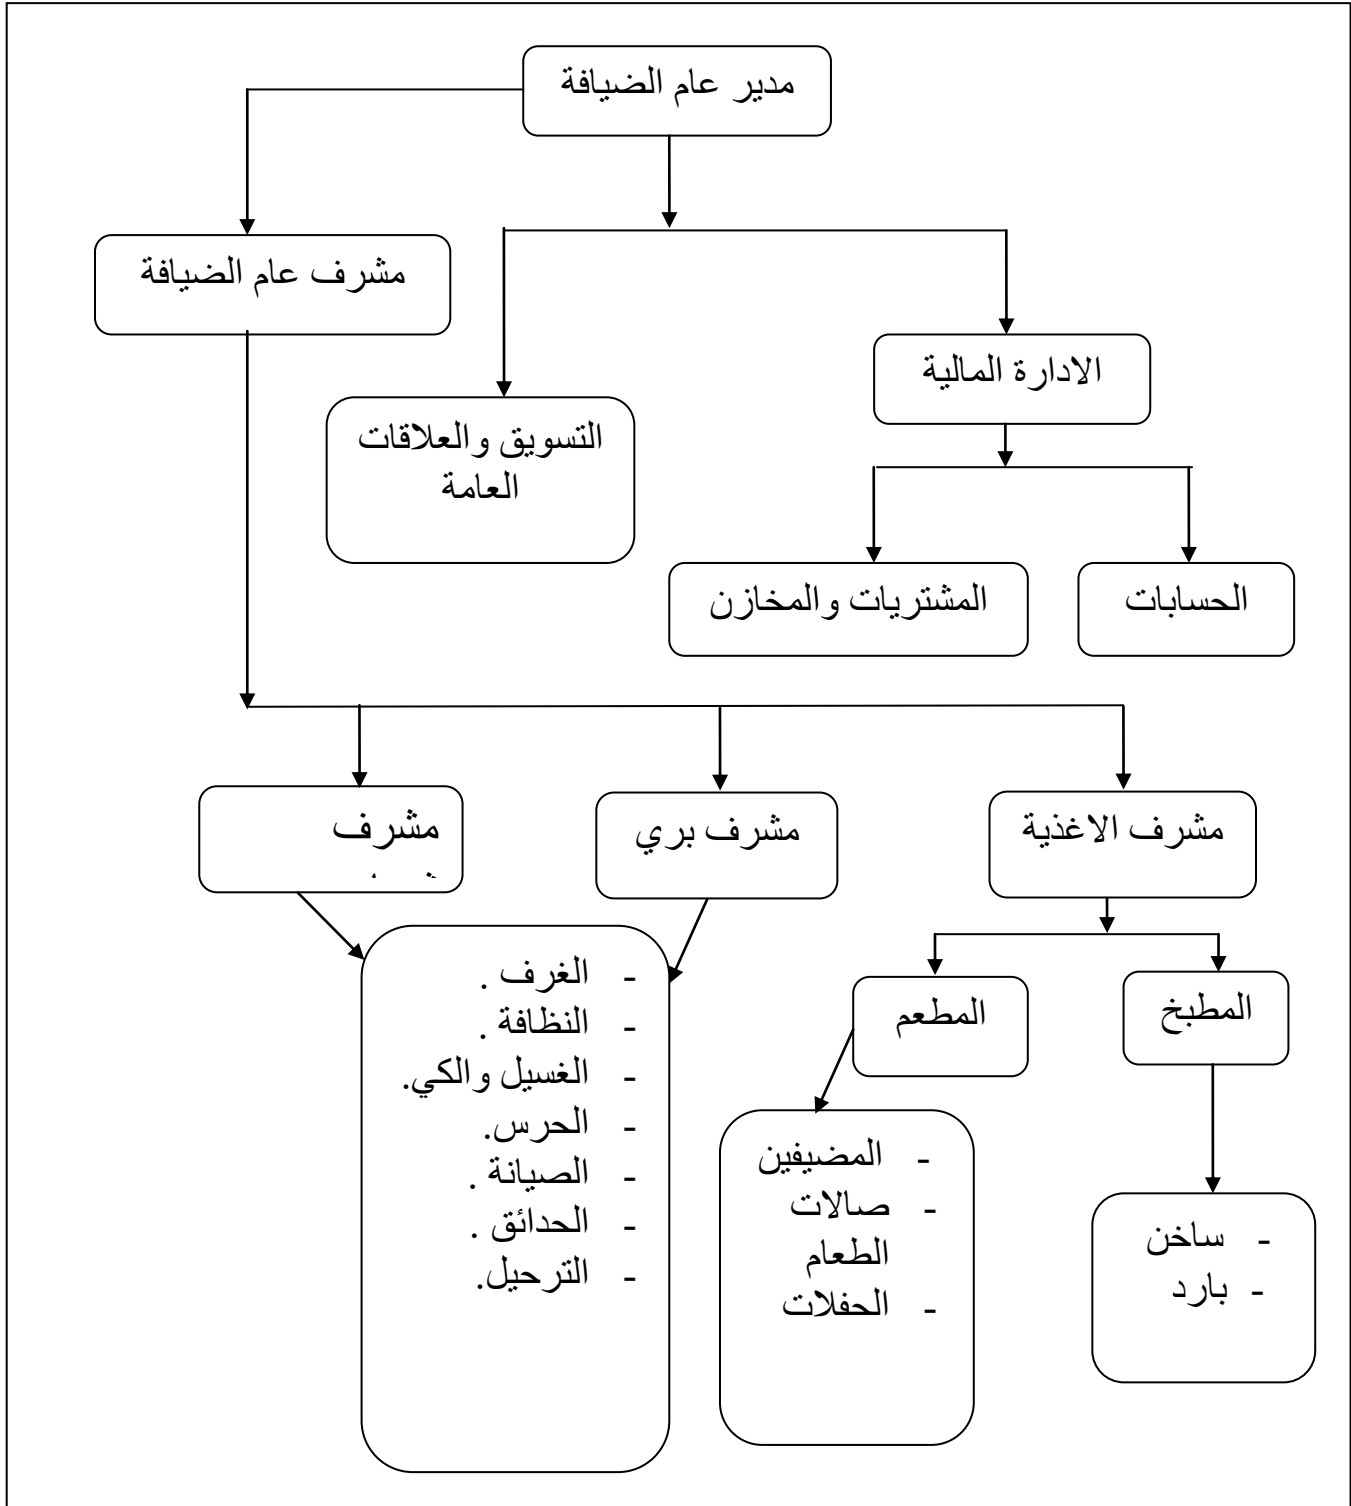 مدير عام الضيافة
مشرف عام الضيافة
الادارة المالية
التسويق والعلاقات
العامة
الحسابات
المشتريات والمخازن
مشرف الاغذية
مشرف بري
مشرف
المطبخ
المطعم
- ساخن
- بارد
- المضيفين
- صالات
الطعام
- الحفلات
- الغرف .
- النظافة .
- الغسيل والكي.
- الحرس.
- الصيانة .
- الحدائق .
- الترحيل.